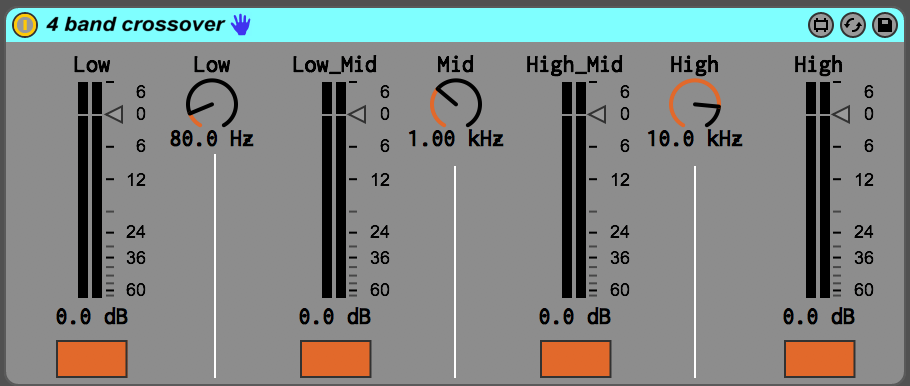 4 band crossover
Low Low Low_Mid Mid High_Mid High High
6 6 6 6
0 0 0 0
80.0 Hz 1.00 kHz 10.0 kHz
6 6 6 6
12 12 12 12
24 24 24 24
36 36 36 36
60 60 60 60
0.0 dB 0.0 dB 0.0 dB 0.0 dB